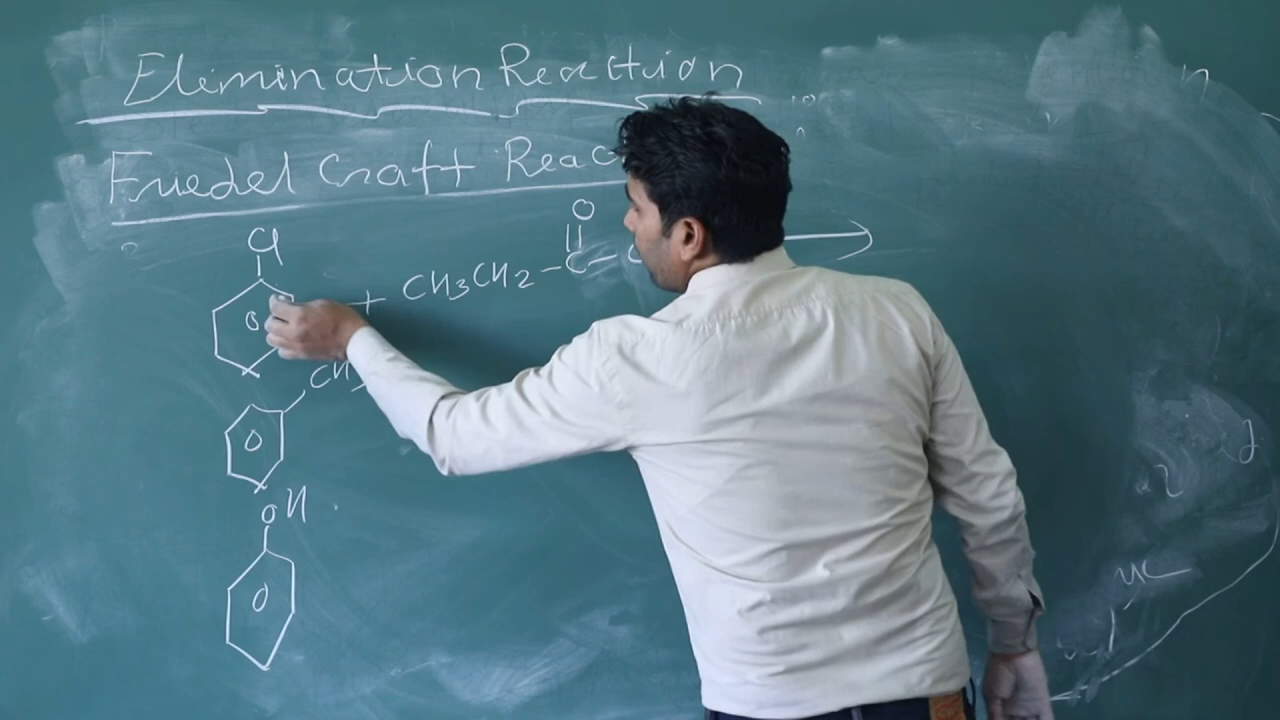 Elimination Reaction
Friedel Craft Reac
Cl
O
O
+ CH3CH2 - C -
CH3
O
OH
O